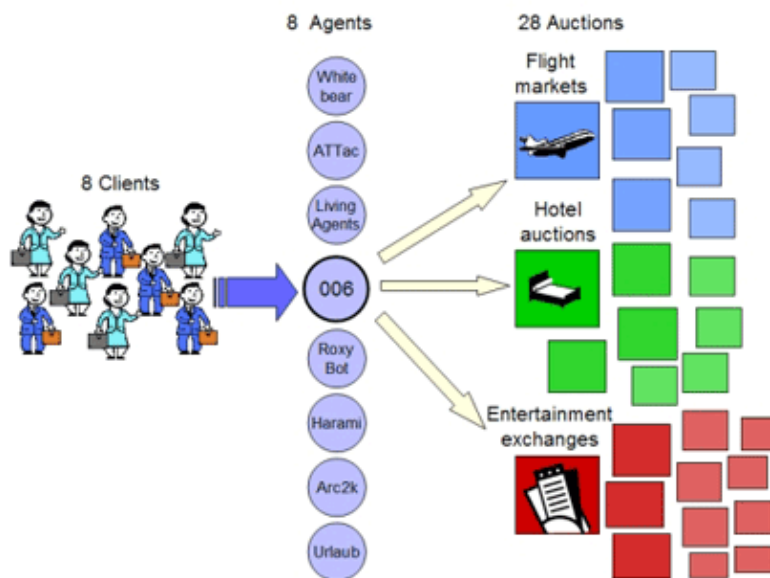 8 Agents
28 Auctions
White
bear
ATTac
Living
Agents
006
Roxy
Bot
Harami
Arc2k
Urlaub
8 Clients
Flight
markets
Hotel
auctions
Entertainment
exchanges